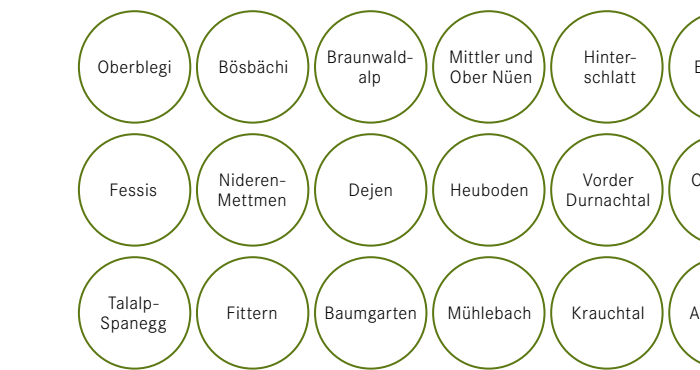 Oberblegi
Bösbächi
Braunwald-
alp
Mittler und
Ober Nüen
Hinter-
schlatt
Fessis
Nideren-
Mettmen
Dejen
Heuboden
Vorder
Durnachtal
Talalp-
Spanegg
Fittern
Baumgarten
Mühlebach
Krauchtal